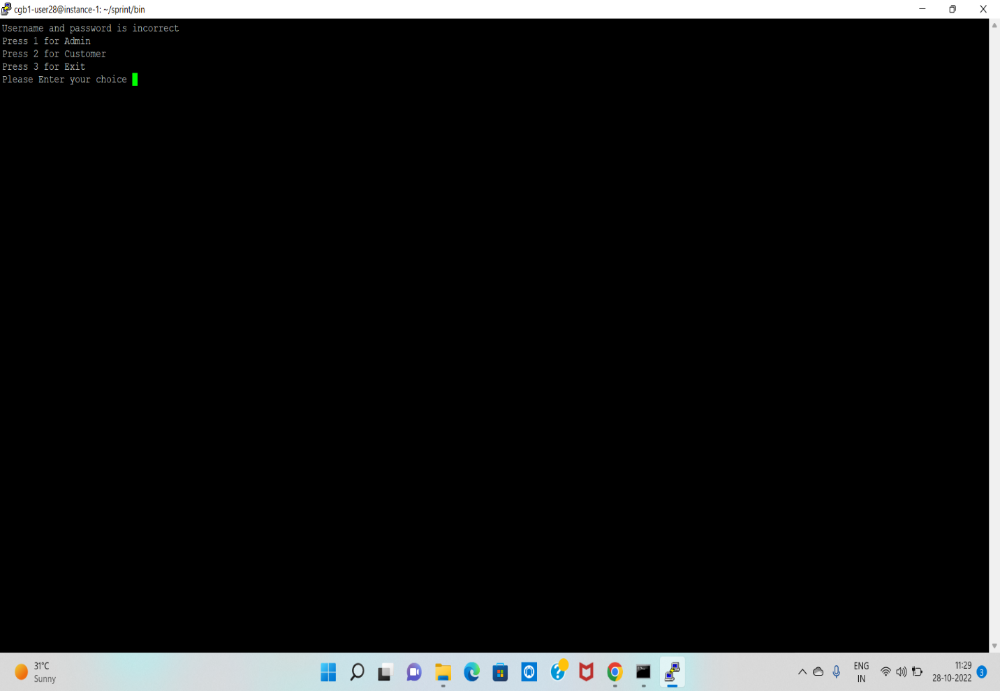 cgb1-user28@instance-1: ~/sprint/bin
Username and password is incorrect
Press 1 for Admin
Press 2 for Customer
Press 3 for Exit
Please Enter your choice
31°C
Sunny
ENG
IN
11:29
28-10-2022
3